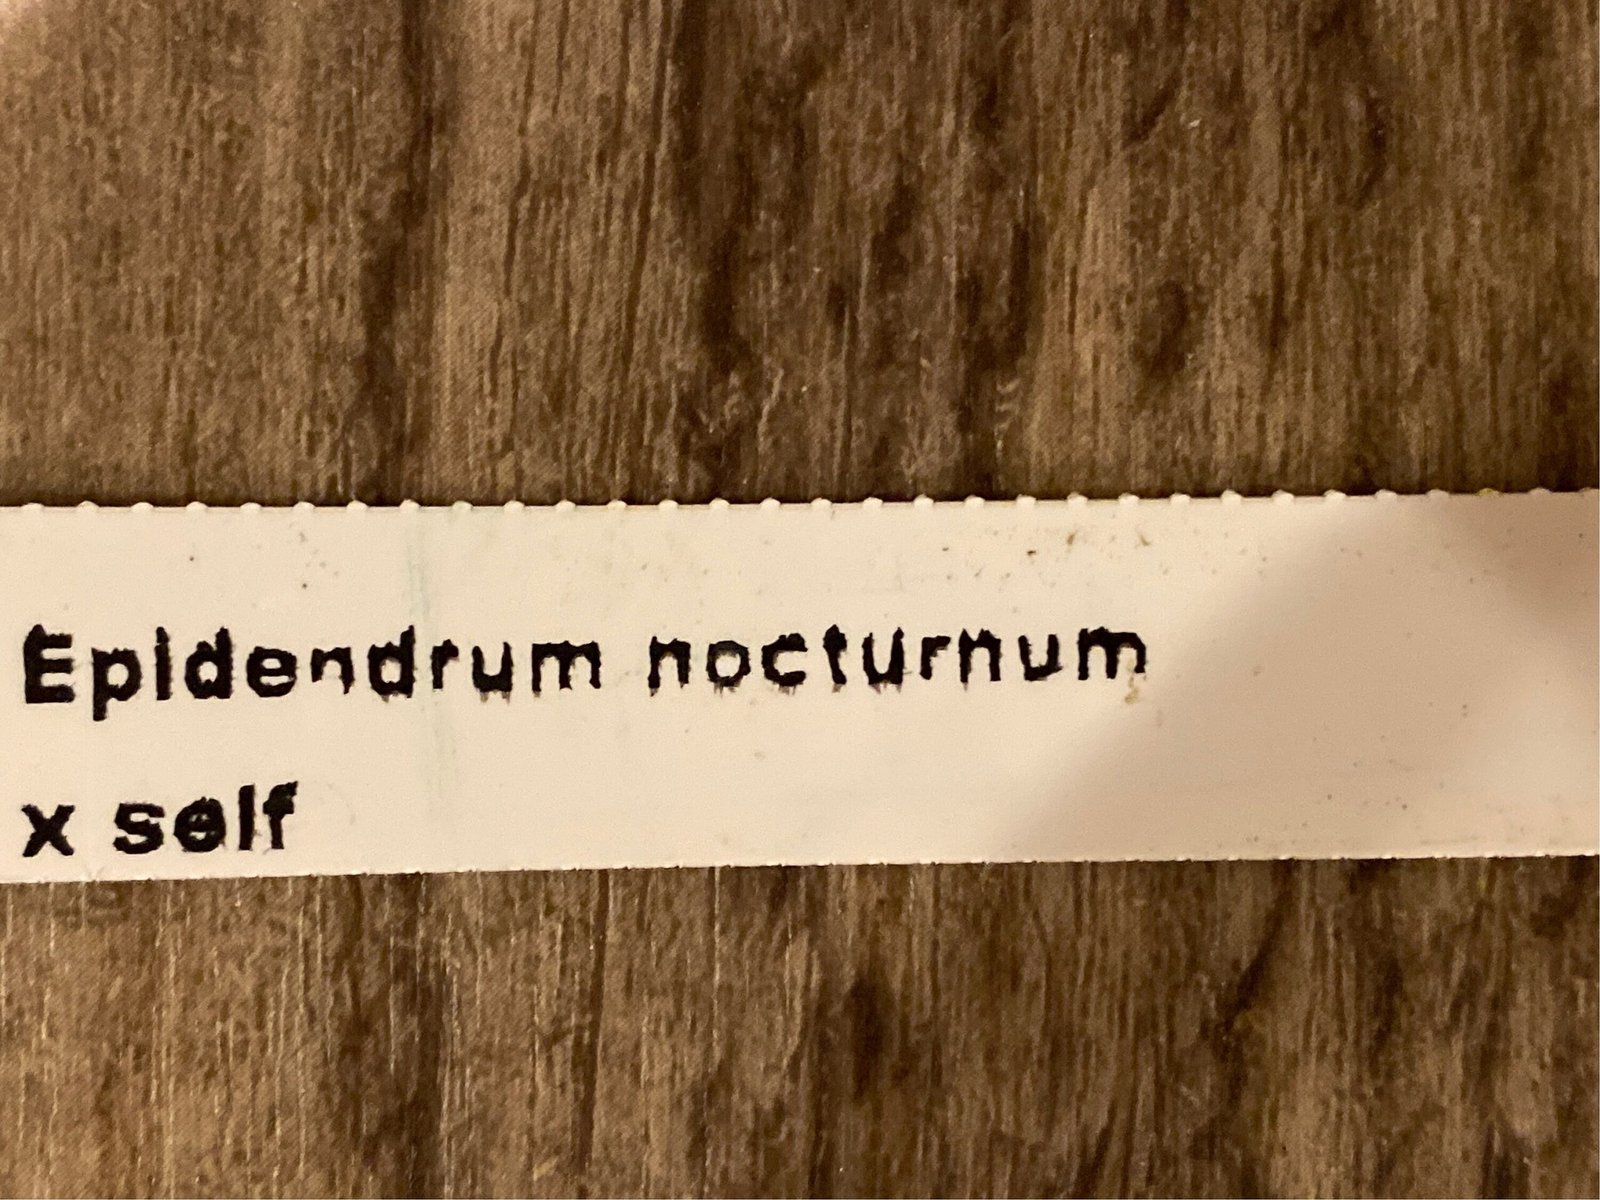 Epidendrum nocturnum
x self